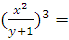 (x²/(y+1))³ =